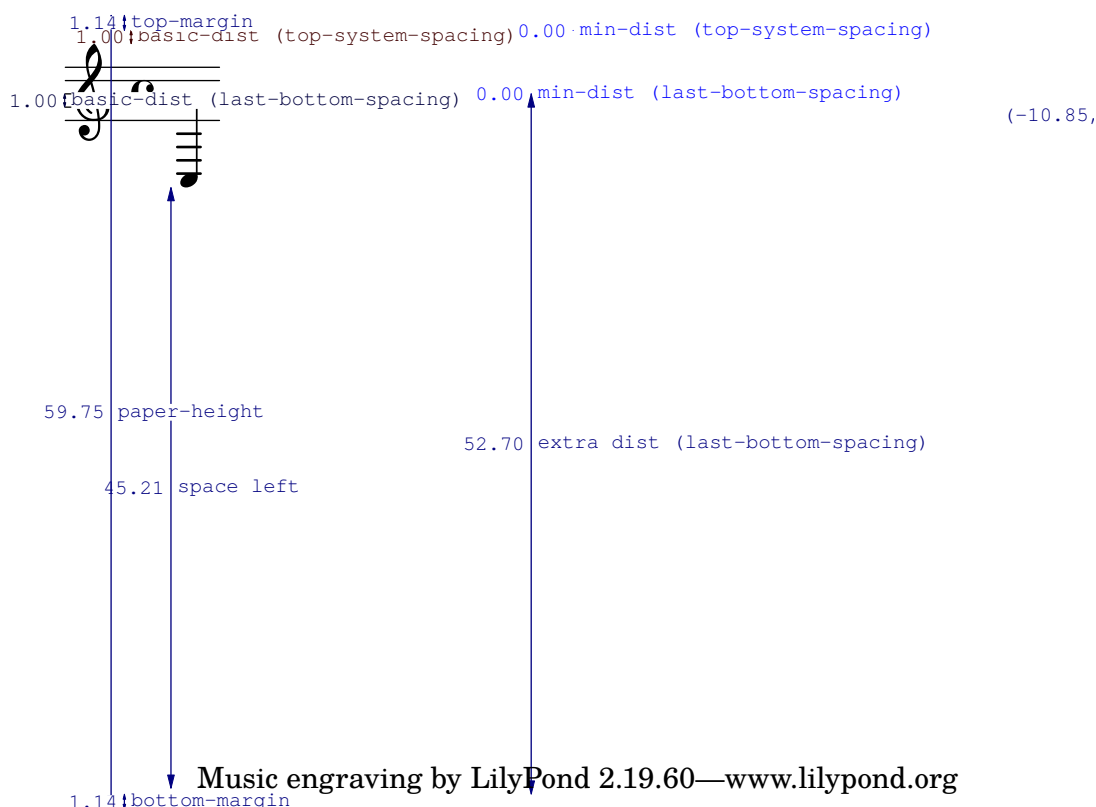 1.14 top-margin
1.00 basic-dist (top-system-spacing) 0.00 min-dist (top-system-spacing)
1.00 basic-dist (last-bottom-spacing) 0.00 min-dist (last-bottom-spacing)
(-10.85,
59.75 paper-height
52.70 extra dist (last-bottom-spacing)
45.21 space left
Music engraving by LilyPond 2.19.60—www.lilypond.org
1.14 bottom-margin